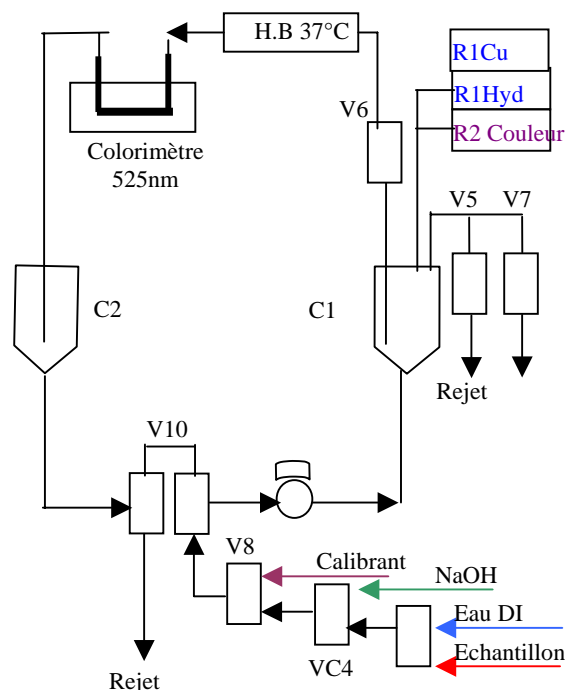 H.B 37°C
R1Cu
R1Hyd
R2 Couleur
V6
Colorimètre
525nm
V5
V7
C2
C1
Rejet
V10
V8
Calibrant
NaOH
Eau DI
Echantillon
VC4
Rejet